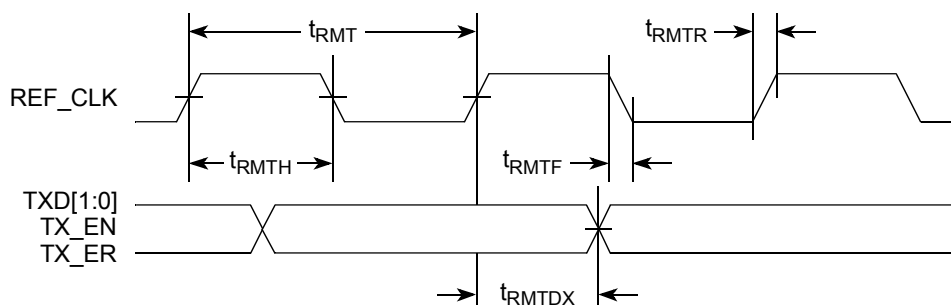 tRMT
tRMTR
REF_CLK
tRMTH
tRMTF
TXD[1:0]
TX_EN
TX_ER
tRMTDX